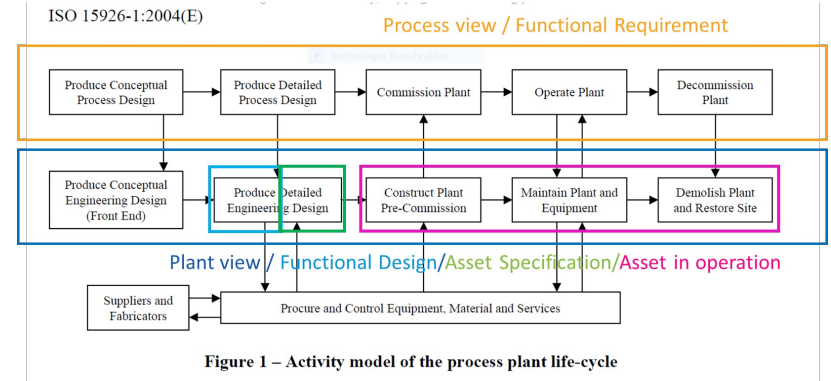 ISO 15926-1:2004(E)
Process view / Functional Requirement
Rechteckiges Ausschneiden
Produce Conceptual
Process Design
Produce Detailed
Process Design
Commission Plant
Operate Plant
Decommission
Plant
Produce Conceptual
Engineering Design
(Front End)
Produce Detailed
Engineering Design
Construct Plant
Pre-Commission
Maintain Plant and
Equipment
Demolish Plant
and Restore Site
Plant view / Functional Design/Asset Specification/Asset in operation
Suppliers and
Fabricators
Procure and Control Equipment, Material and Services
Figure 1 – Activity model of the process plant life-cycle